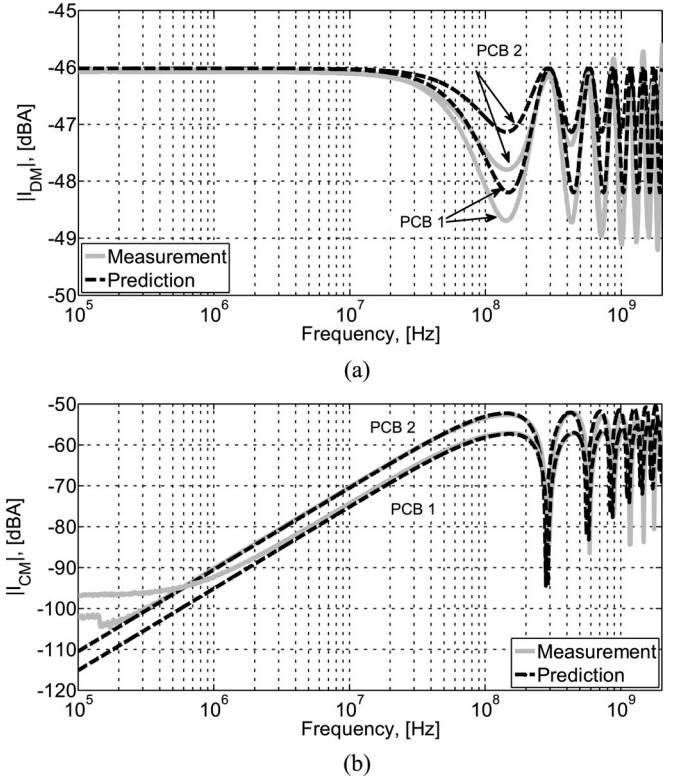 -45
-46
-47
-48
-49
-50
|I_DM|, [dBA]
PCB 2
PCB 1
Measurement
Prediction
10^5 10^6 10^7 10^8 10^9
Frequency, [Hz]
(a)
-50
-60
-70
-80
-90
-100
-110
-120
|I_CM|, [dBA]
PCB 2
PCB 1
Measurement
Prediction
10^5 10^6 10^7 10^8 10^9
Frequency, [Hz]
(b)